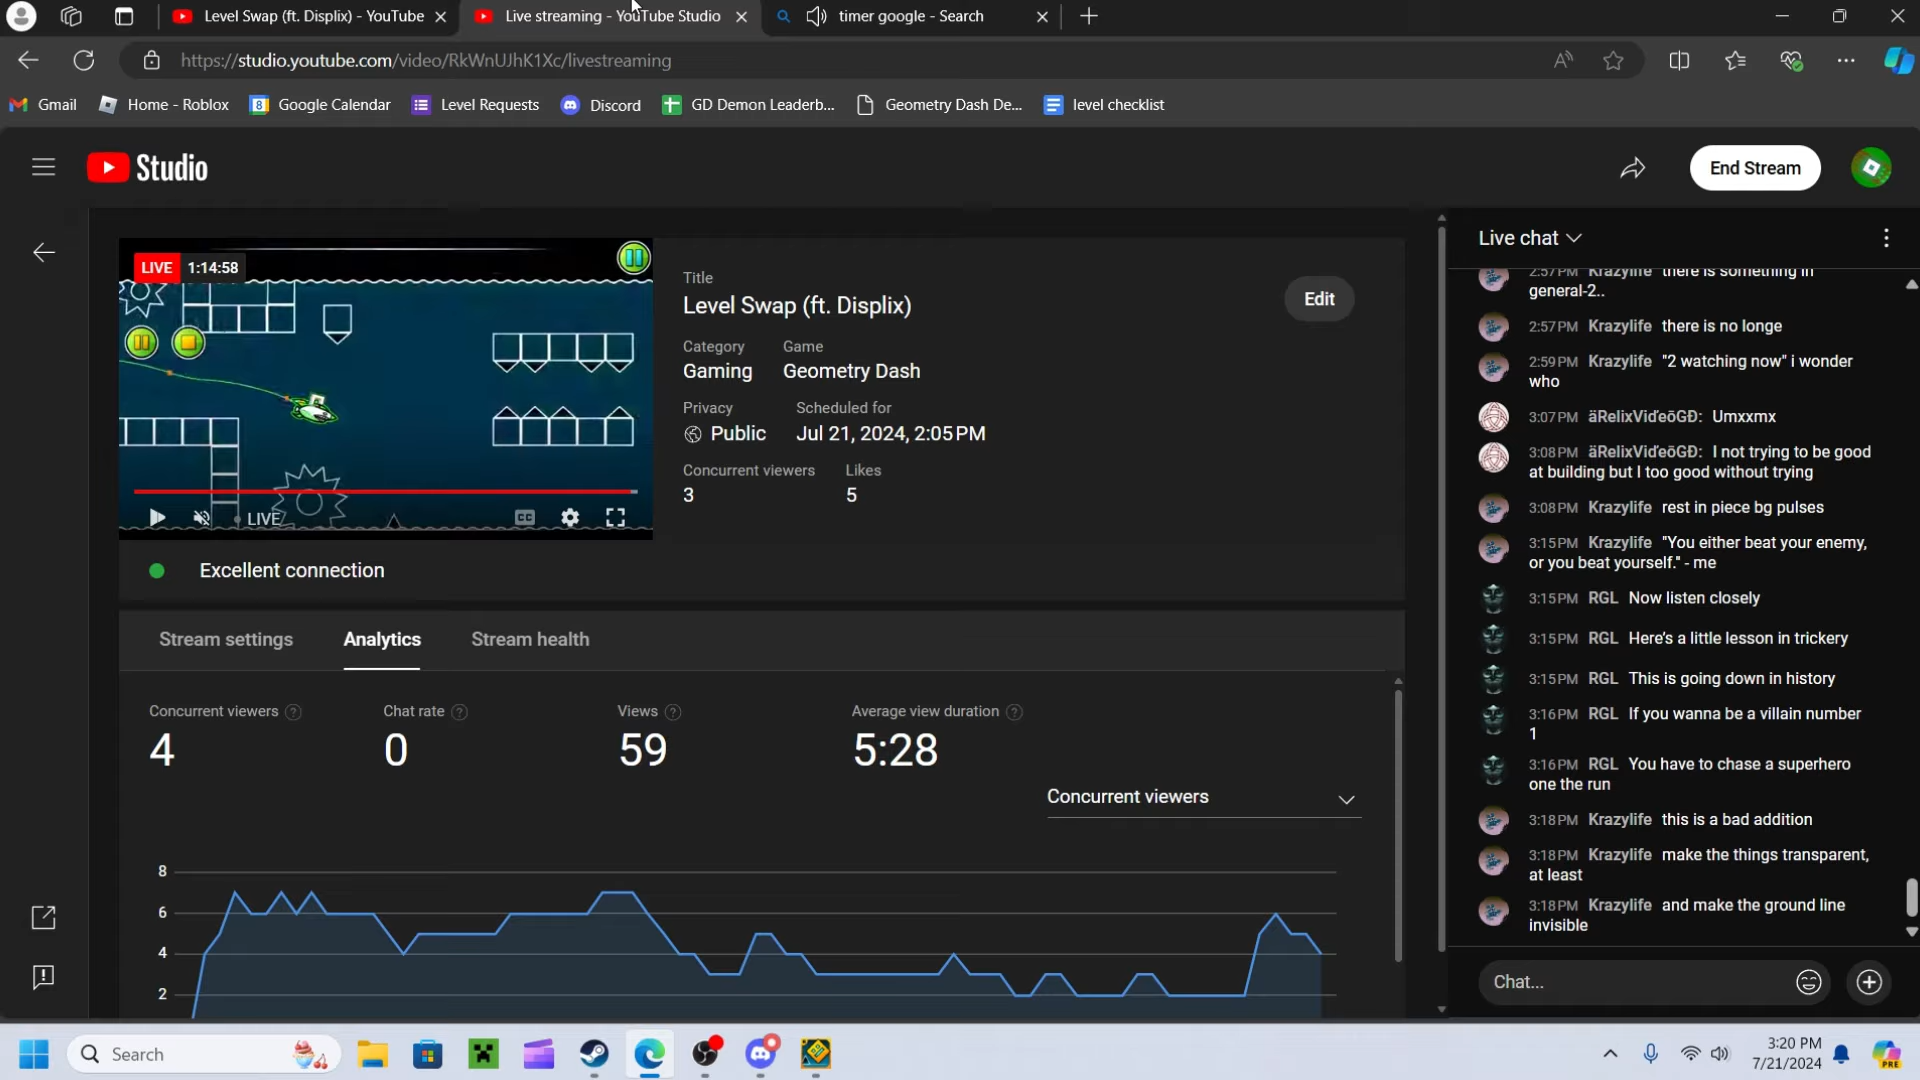 Level Swap (ft. Displix) - YouTube
Live streaming - YouTube Studio
timer google - Search
https://studio.youtube.com/video/RkWnUJhK1Xc/livestreaming
Gmail
Home - Roblox
Google Calendar
Level Requests
Discord
GD Demon Leaderb...
Geometry Dash De...
level checklist
Studio
End Stream
LIVE 1:14:58
Title
Level Swap (ft. Displix)
Edit
Category Game
Gaming Geometry Dash
Privacy Scheduled for
Public Jul 21, 2024, 2:05 PM
Concurrent viewers Likes
3 5
LIVE
CC
Excellent connection
Stream settings Analytics Stream health
Concurrent viewers Chat rate Views Average view duration
4 0 59 5:28
Concurrent viewers
8
6
4
2
Live chat
2:57 PM Krazylife there is something in
general-2..
2:57 PM Krazylife there is no longe
2:59 PM Krazylife "2 watching now" i wonder
who
3:07 PM äRelixVïďeōGĐ: Umxxmx
3:08 PM äRelixVïďeōGĐ: I not trying to be good
at building but I too good without trying
3:08 PM Krazylife rest in piece bg pulses
3:15 PM Krazylife "You either beat your enemy,
or you beat yourself." - me
3:15 PM RGL Now listen closely
3:15 PM RGL Here's a little lesson in trickery
3:15 PM RGL This is going down in history
3:16 PM RGL If you wanna be a villain number
1
3:16 PM RGL You have to chase a superhero
one the run
3:18 PM Krazylife this is a bad addition
3:18 PM Krazylife make the things transparent,
at least
3:18 PM Krazylife and make the ground line
invisible
Chat...
Search
3:20 PM
7/21/2024
PRE